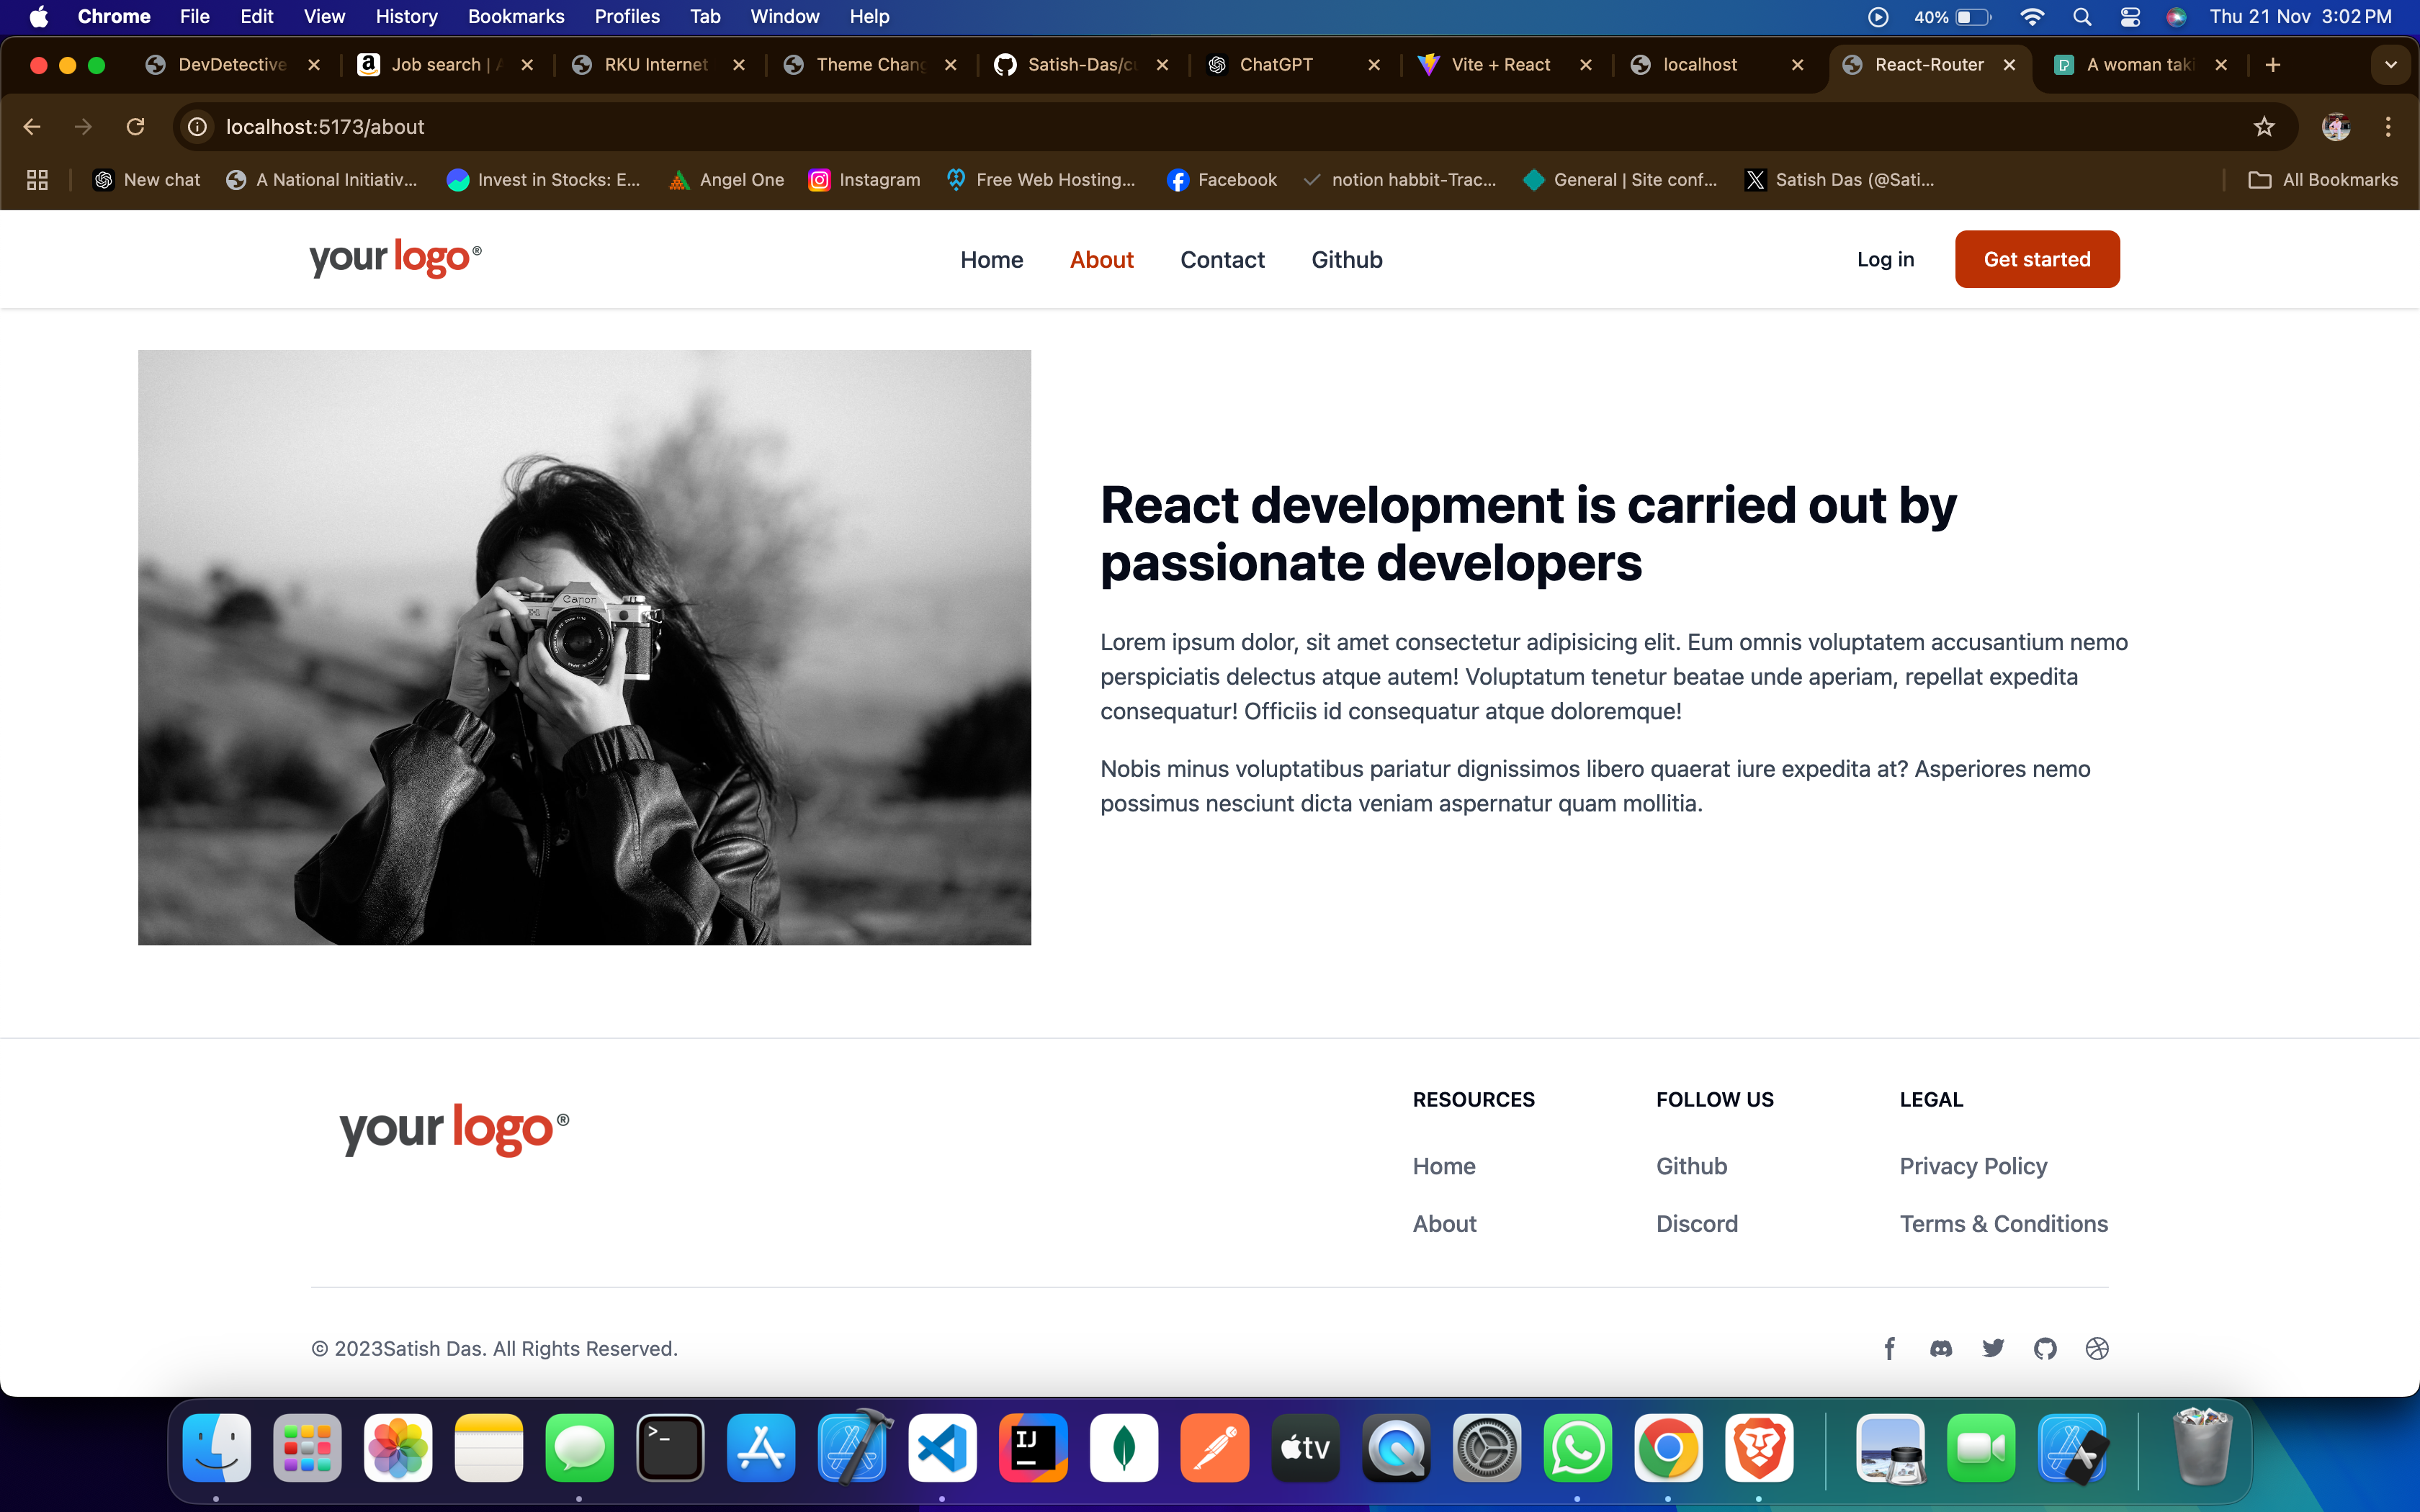 Chrome File Edit View History Bookmarks Profiles Tab Window Help 40% Thu 21 Nov 3:02 PM
DevDetective Job search | RKU Internet Theme Chang Satish-Das/cu ChatGPT Vite + React localhost React-Router A woman taki
localhost:5173/about
New chat A National Initiativ... Invest in Stocks: E... Angel One Instagram Free Web Hosting... Facebook notion habbit-Trac... General | Site conf... Satish Das (@Sati... All Bookmarks
your logo® Home About Contact Github Log in Get started
Canon
React development is carried out by
passionate developers
Lorem ipsum dolor, sit amet consectetur adipisicing elit. Eum omnis voluptatem accusantium nemo
perspiciatis delectus atque autem! Voluptatum tenetur beatae unde aperiam, repellat expedita
consequatur! Officiis id consequatur atque doloremque!
Nobis minus voluptatibus pariatur dignissimos libero quaerat iure expedita at? Asperiores nemo
possimus nesciunt dicta veniam aspernatur quam mollitia.
your logo®
RESOURCES FOLLOW US LEGAL
Home Github Privacy Policy
About Discord Terms & Conditions
© 2023Satish Das. All Rights Reserved.
IJ tv